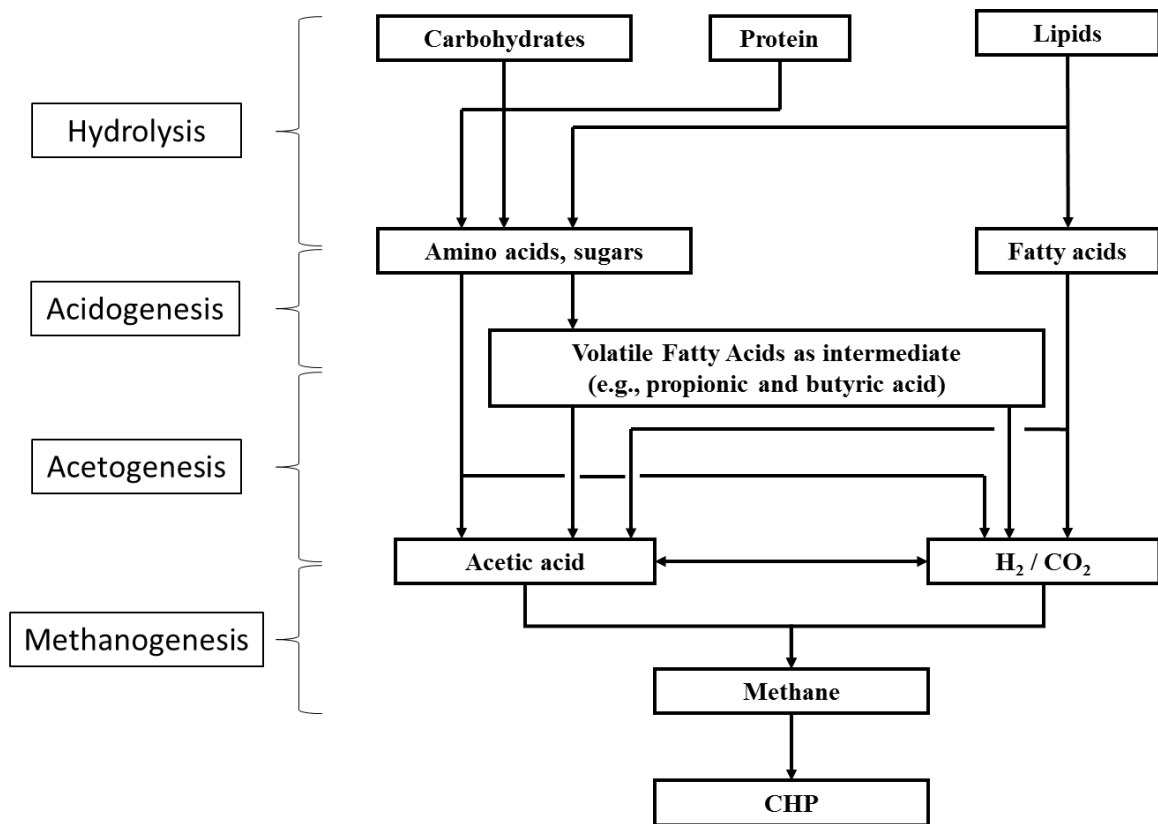 Carbohydrates
Protein
Lipids
Hydrolysis
Amino acids, sugars
Fatty acids
Acidogenesis
Volatile Fatty Acids as intermediate
(e.g., propionic and butyric acid)
Acetogenesis
Acetic acid
H₂ / CO₂
Methanogenesis
Methane
CHP